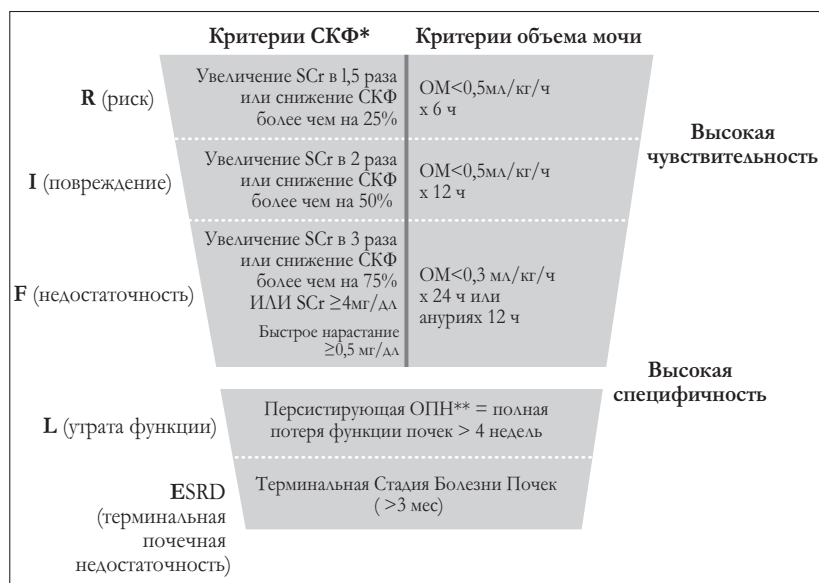 Критерии СКФ*
Критерии объема мочи
R (риск)
Увеличение SCr в 1,5 раза
или снижение СКФ
более чем на 25%
ОМ<0,5мл/кг/ч
х 6 ч
Высокая
чувствительность
I (повреждение)
Увеличение SCr в 2 раза
или снижение СКФ
более чем на 50%
ОМ<0,5мл/кг/ч
х 12 ч
F (недостаточность)
Увеличение SCr в 3 раза
или снижение СКФ
более чем на 75%
ИЛИ SCr ≥4мг/дл
Быстрое нарастание
≥0,5 мг/дл
ОМ<0,3 мл/кг/ч
х 24 ч или
ануриях 12 ч
Высокая
специфичность
L (утрата функции)
Персистирующая ОПН** = полная
потеря функции почек > 4 недель
ESRD
(терминальная
почечная
недостаточность)
Терминальная Стадия Болезни Почек
( >3 мес)